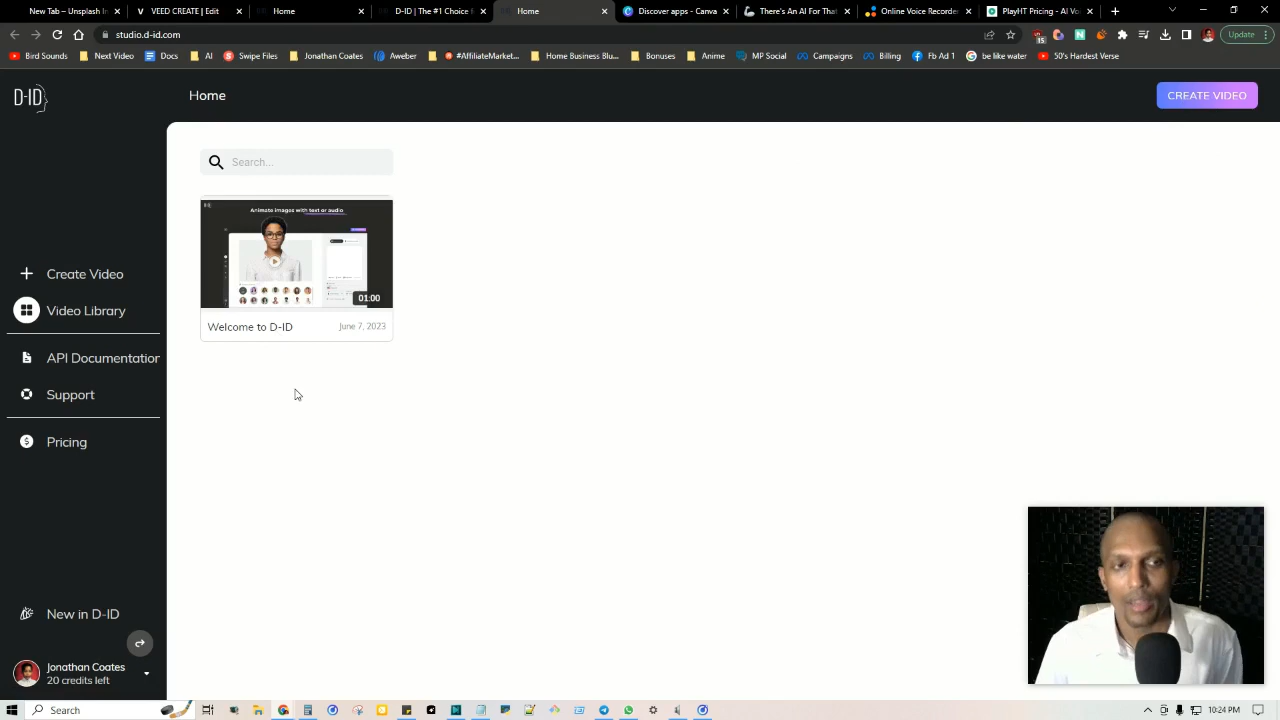 New Tab – Unsplash In
VEED CREATE | Edit
Home
D-ID | The #1 Choice f
Home
Discover apps - Canva
There's An AI For That
Online Voice Recorder
PlayHT Pricing - AI Vo
studio.d-id.com
Update
Bird Sounds
Next Video
Docs
AI
Swipe Files
Jonathan Coates
Aweber
#AffiliateMarket...
Home Business Blu...
Bonuses
Anime
MP Social
Campaigns
Billing
Fb Ad 1
be like water
50's Hardest Verse
D-ID
Home
CREATE VIDEO
Search...
Animate images with text or audio
01:00
Welcome to D-ID
June 7, 2023
Create Video
Video Library
API Documentation
Support
Pricing
New in D-ID
Jonathan Coates
20 credits left
Search
10:24 PM